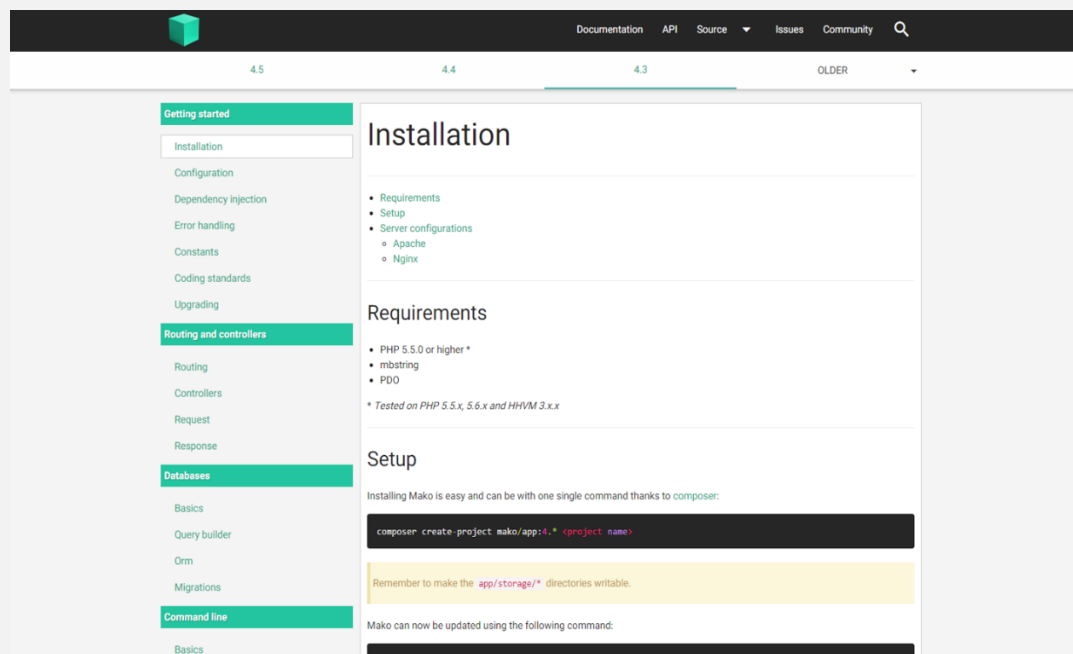 Documentation API Source Issues Community
4.5 4.4 4.3 OLDER
Getting started
Installation
Configuration
Dependency injection
Error handling
Constants
Coding standards
Upgrading
Routing and controllers
Routing
Controllers
Request
Response
Databases
Basics
Query builder
Orm
Migrations
Command line
Basics
Installation
Requirements
Setup
Server configurations
Apache
Nginx
Requirements
PHP 5.5.0 or higher *
mbstring
PDO
* Tested on PHP 5.5.x, 5.6.x and HHVM 3.x.x
Setup
Installing Mako is easy and can be with one single command thanks to composer:
composer create-project mako/app:4.* <project name>
Remember to make the app/storage/* directories writable.
Mako can now be updated using the following command: